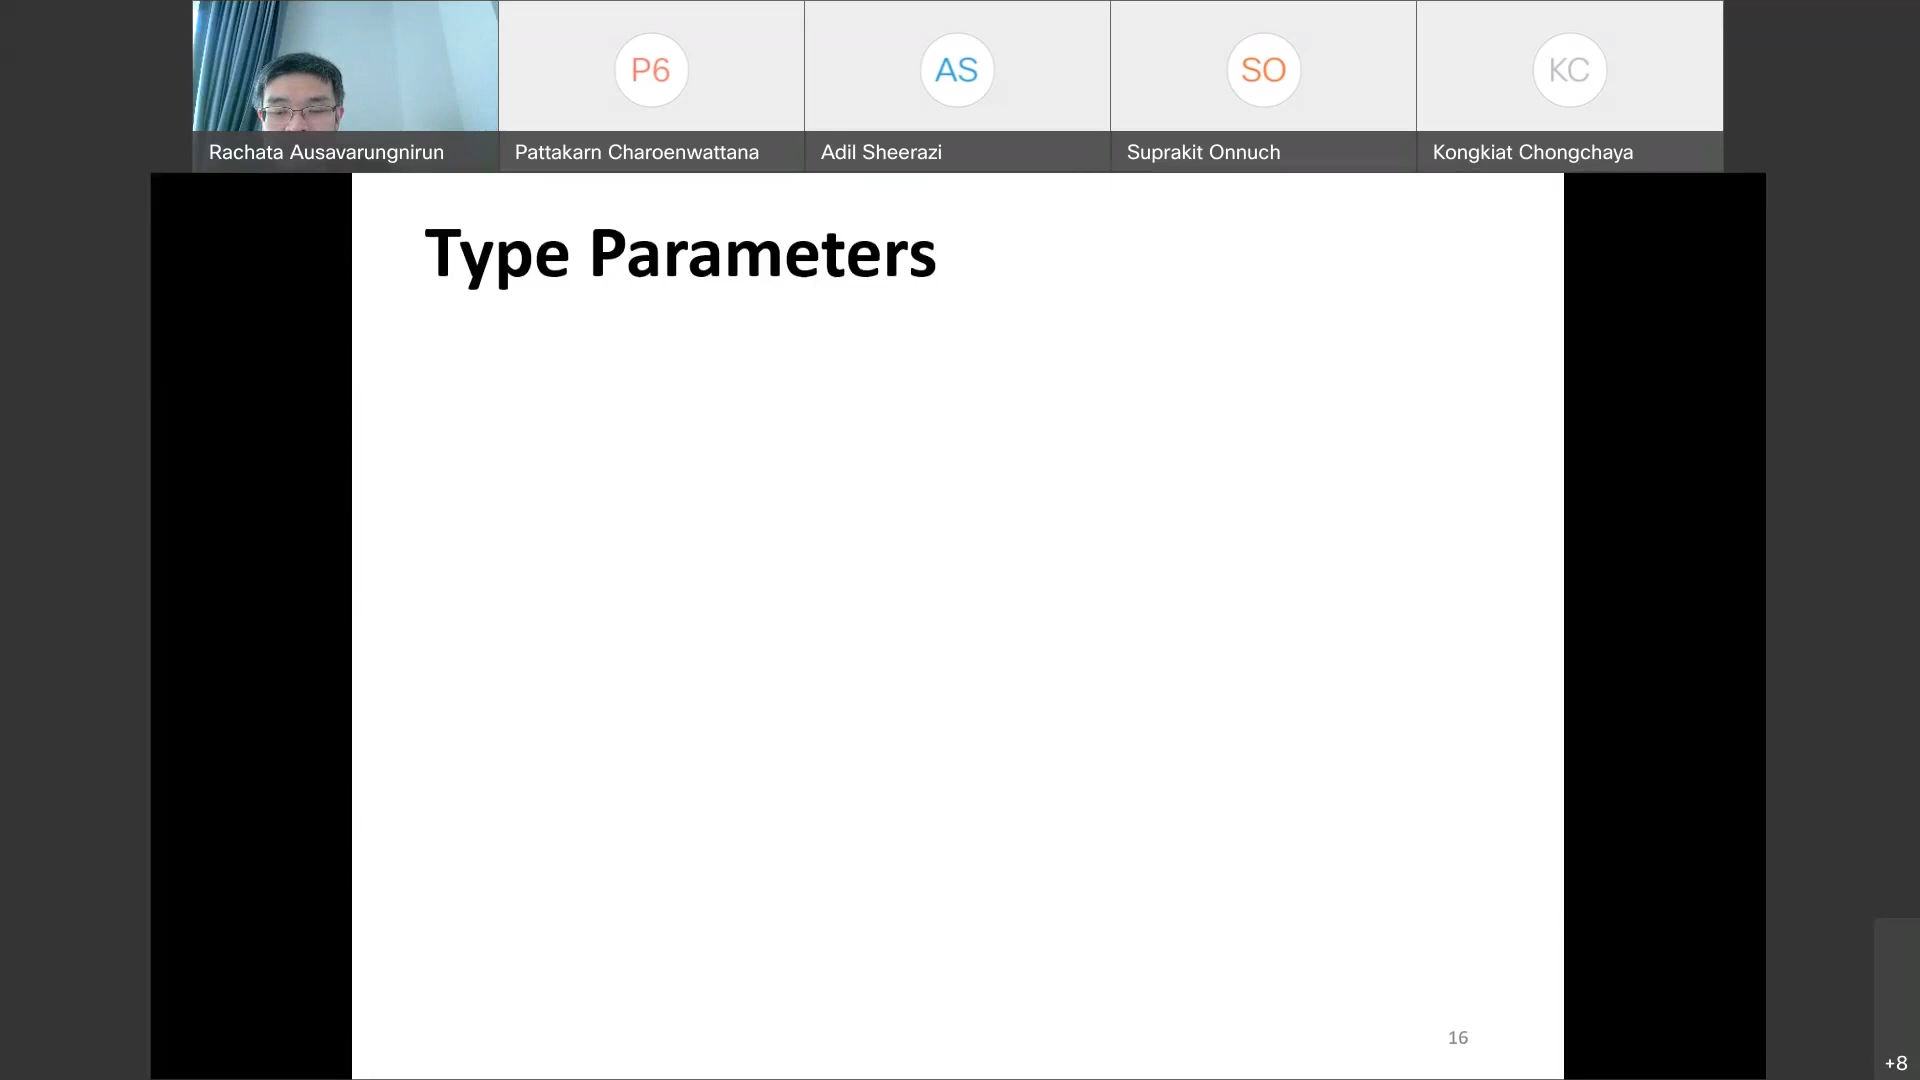 P6
AS
SO
KC
Rachata Ausavarungnirun
Pattakarn Charoenwattana
Adil Sheerazi
Suprakit Onnuch
Kongkiat Chongchaya
Type Parameters
16
+8